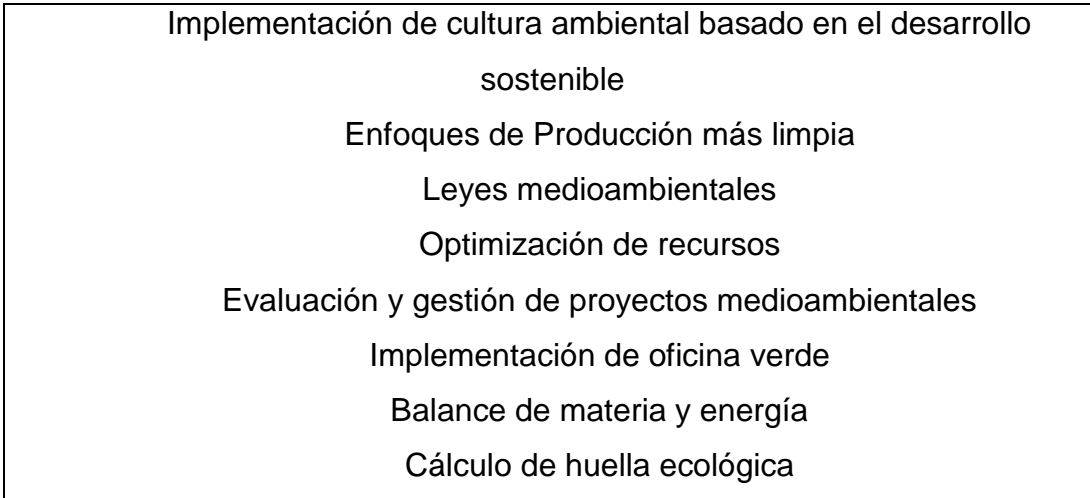 Implementación de cultura ambiental basado en el desarrollo
sostenible
Enfoques de Producción más limpia
Leyes medioambientales
Optimización de recursos
Evaluación y gestión de proyectos medioambientales
Implementación de oficina verde
Balance de materia y energía
Cálculo de huella ecológica